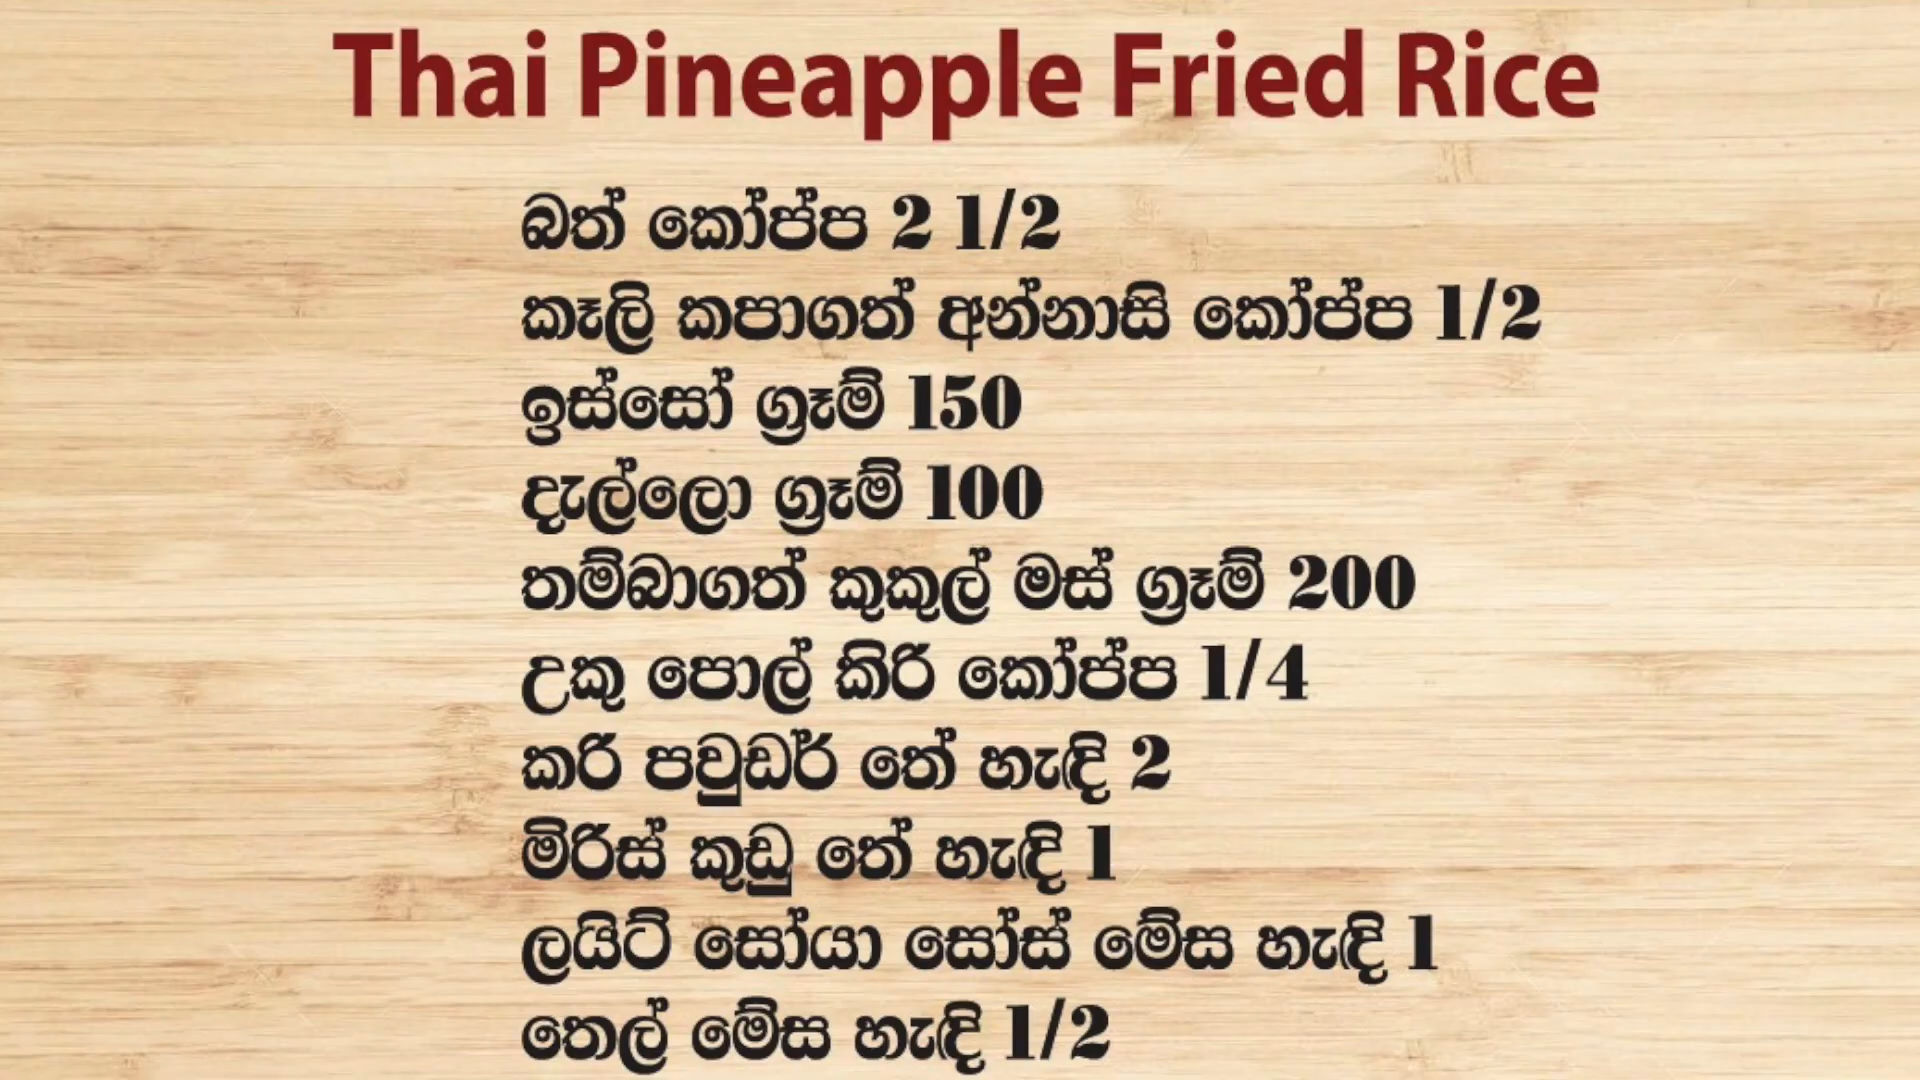 Thai Pineapple Fried Rice
බත් කෝප්ප 2 1/2
කෑලි කපාගත් අන්නාසි කෝප්ප 1/2
ඉස්සෝ ග්‍රෑම් 150
දැල්ලො ග්‍රෑම් 100
තම්බාගත් කුකුල් මස් ග්‍රෑම් 200
උකු පොල් කිරි කෝප්ප 1/4
කරි පවුඩර් තේ හැඳි 2
මිරිස් කුඩු තේ හැඳි 1
ලයිට් සෝයා සෝස් මේස හැඳි 1
තෙල් මේස හැඳි 1/2